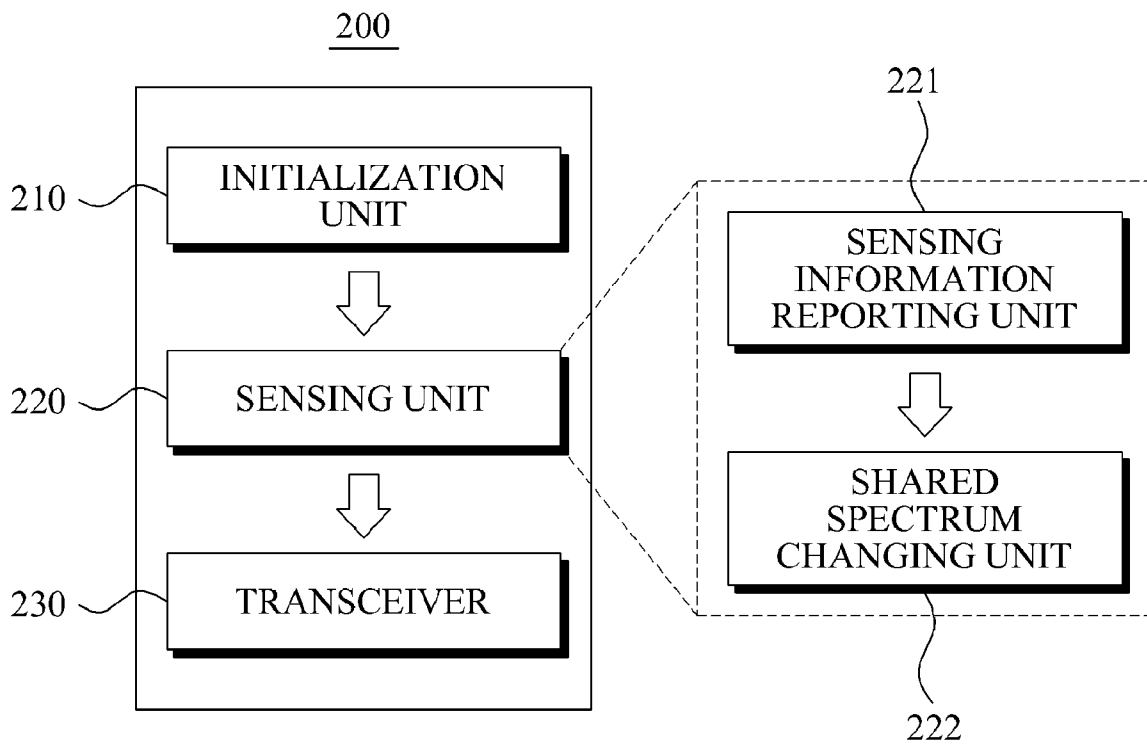 200
210
INITIALIZATION
UNIT
220
SENSING UNIT
230
TRANSCEIVER
221
SENSING
INFORMATION
REPORTING UNIT
SHARED
SPECTRUM
CHANGING UNIT
222